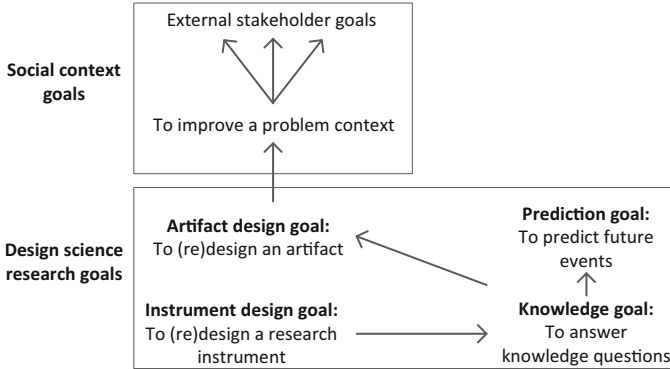 External stakeholder goals
Social context
goals
To improve a problem context
Design science
research goals
Artifact design goal:
To (re)design an artifact
Prediction goal:
To predict future
events
Instrument design goal:
To (re)design a research
instrument
Knowledge goal:
To answer
knowledge questions